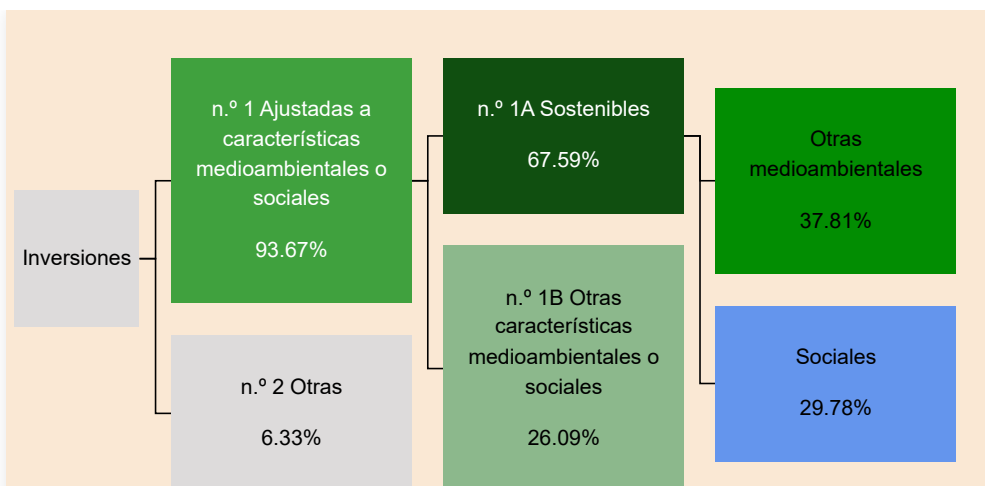 Inversiones
n.º 1 Ajustadas a
características
medioambientales o
sociales
93.67%
n.º 2 Otras
6.33%
n.º 1A Sostenibles
67.59%
n.º 1B Otras
características
medioambientales o
sociales
26.09%
Otras
medioambientales
37.81%
Sociales
29.78%